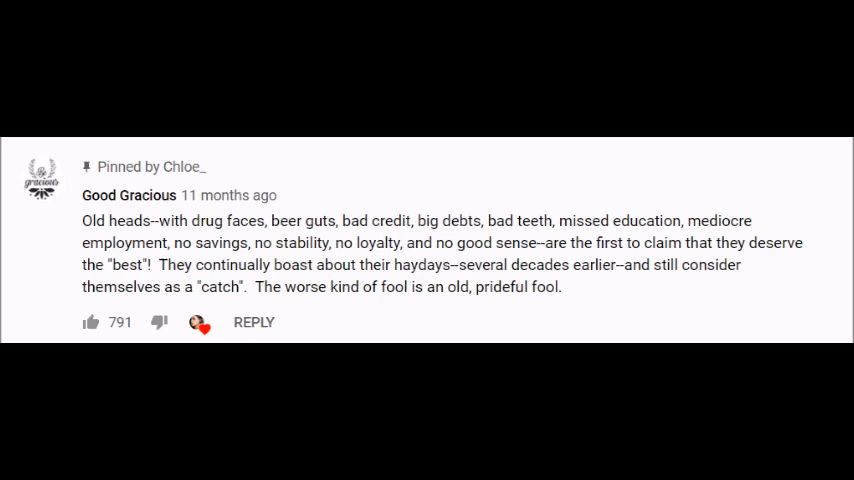 Pinned by Chloe_
gracious
Good Gracious 11 months ago
Old heads--with drug faces, beer guts, bad credit, big debts, bad teeth, missed education, mediocre
employment, no savings, no stability, no loyalty, and no good sense--are the first to claim that they deserve
the "best"!  They continually boast about their haydays--several decades earlier--and still consider
themselves as a "catch".  The worse kind of fool is an old, prideful fool.
791
REPLY